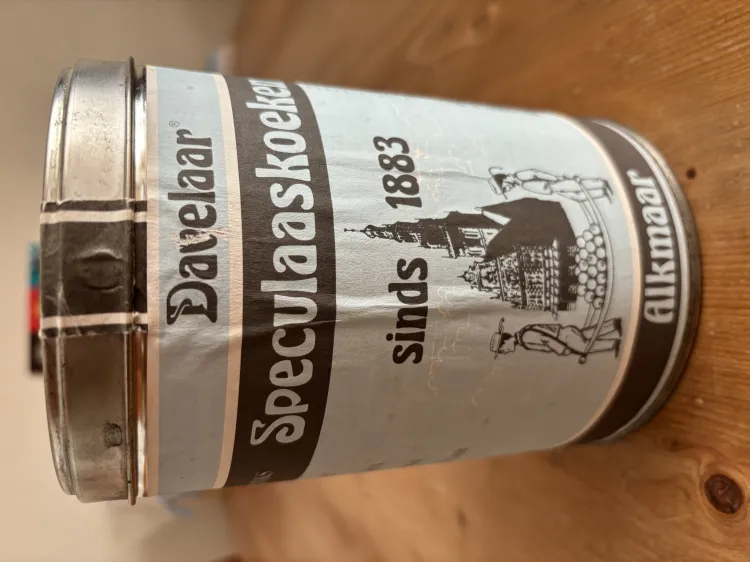 Davelaar®
Speculaaskoeken
sinds 1883
Alkmaar